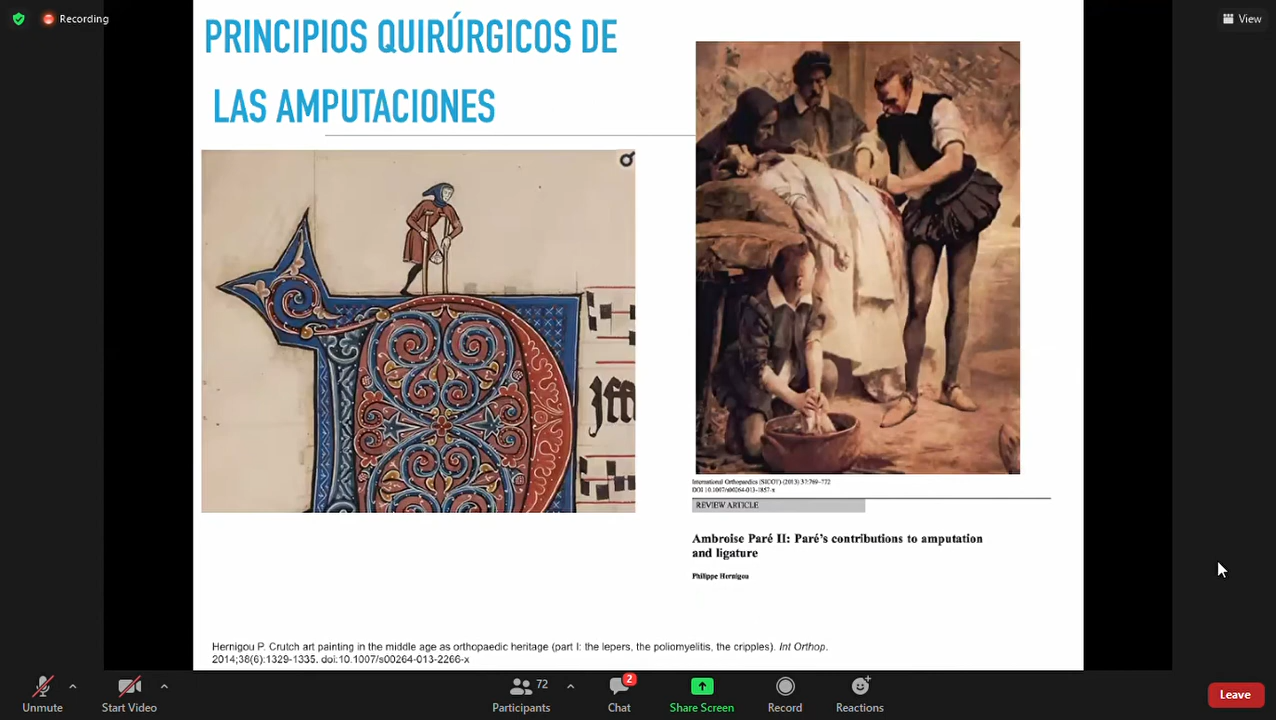 Recording
View
PRINCIPIOS QUIRÚRGICOS DE
LAS AMPUTACIONES
International Orthopaedics (SICOT) (2013) 37:769–772
DOI 10.1007/s00264-013-1857-x
REVIEW ARTICLE
Ambroise Paré II: Paré's contributions to amputation
and ligature
Philippe Hernigou
Hernigou P. Crutch art painting in the middle age as orthopaedic heritage (part I: the lepers, the poliomyelitis, the cripples). Int Orthop.
2014;38(6):1329-1335. doi:10.1007/s00264-013-2266-x
72
2
Unmute
Start Video
Participants
Chat
Share Screen
Record
Reactions
Leave